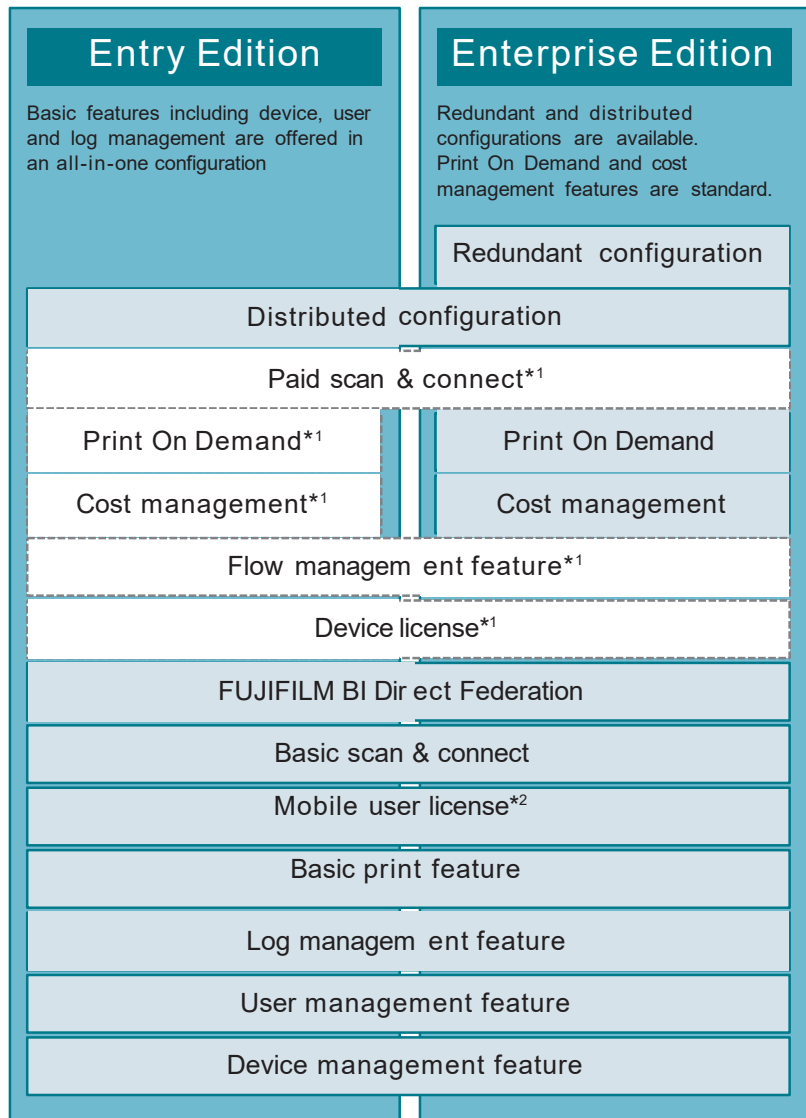 Entry Edition
Basic features including device, user
and log management are offered in
an all-in-one configuration
Enterprise Edition
Redundant and distributed
configurations are available.
Print On Demand and cost
management features are standard.
Redundant configuration
Distributed configuration
Paid scan & connect*1
Print On Demand*1
Print On Demand
Cost management*1
Cost management
Flow managem ent feature*1
Device license*1
FUJIFILM BI Dir ect Federation
Basic scan & connect
Mobile user license*2
Basic print feature
Log managem ent feature
User management feature
Device management feature